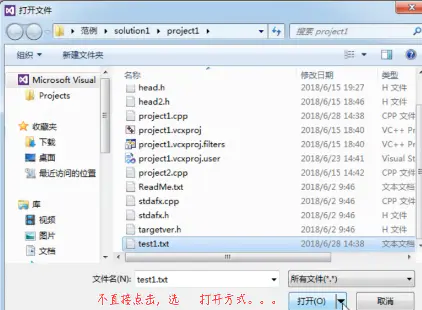 打开文件
范例 ▸ solution1 ▸ project1 ▸
搜索 project1
组织
新建文件夹
Microsoft Visual
Projects
收藏夹
下载
桌面
最近访问的位置
库
视频
图片
文档
名称 修改日期 类型
head.h 2018/6/15 19:27 H 文件
head2.h 2018/6/15 9:46 H 文件
project1.cpp 2018/6/28 14:38 CPP 文件
project1.vcxproj 2018/6/15 18:40 VC++ Pr
project1.vcxproj.filters 2018/6/15 18:40 VC++ Pr
project1.vcxproj.user 2018/6/23 14:41 Visual St
project2.cpp 2018/6/15 14:42 CPP 文件
ReadMe.txt 2018/6/2 9:46 文本文档
stdafx.cpp 2018/6/2 9:46 CPP 文件
stdafx.h 2018/6/2 9:46 H 文件
targetver.h 2018/6/2 9:46 H 文件
test1.txt 2018/6/28 14:38 文本文档
文件名(N): test1.txt
所有文件(*.*)
不直接点击，选 打开方式。。。
打开(O)
取消